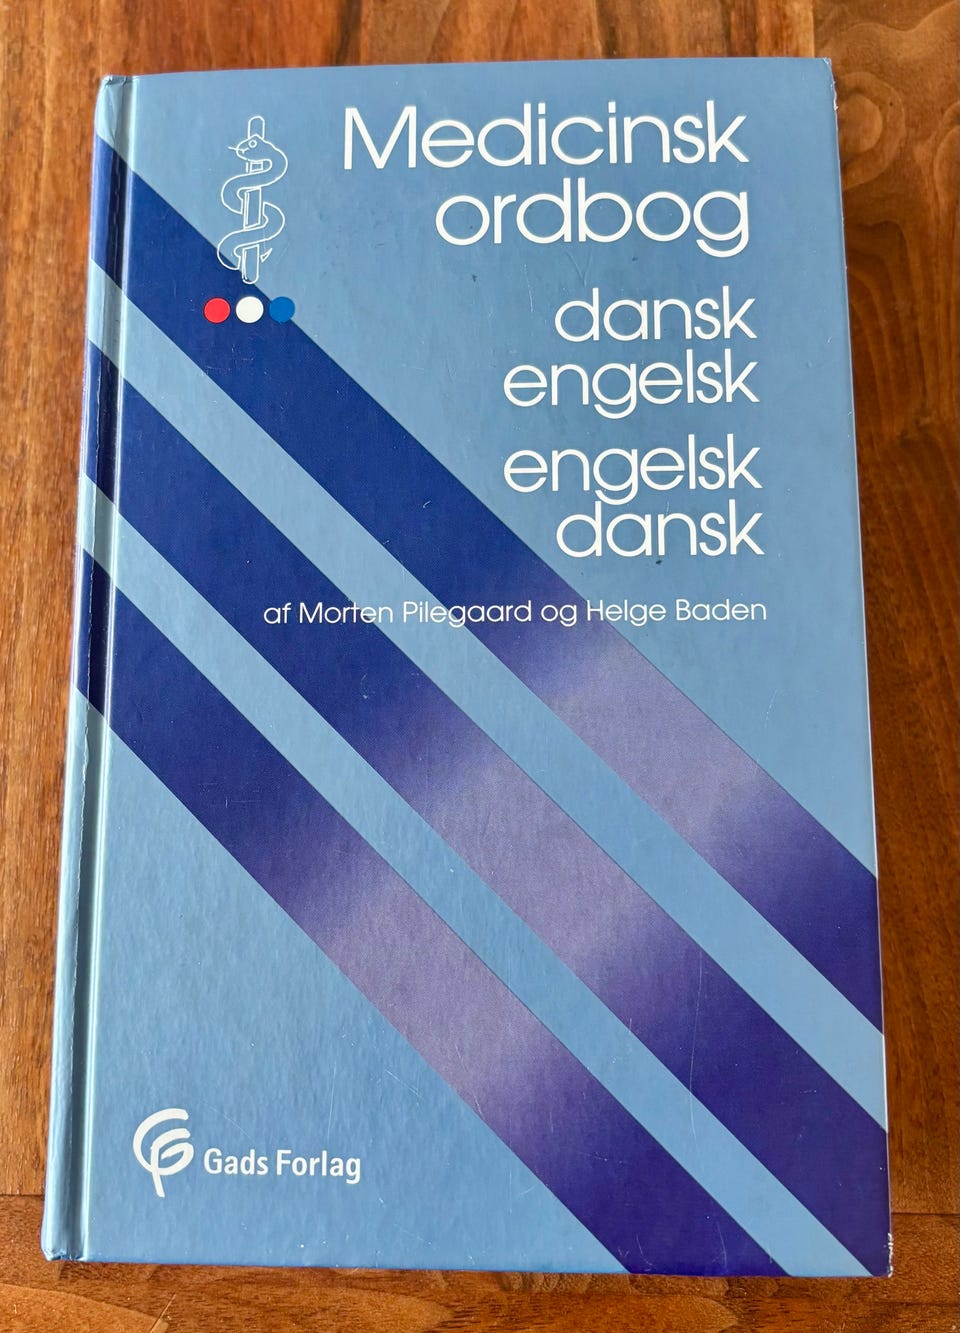 Medicinsk
ordbog
dansk
engelsk
engelsk
dansk
af Morten Pilegaard og Helge Baden
Gads Forlag